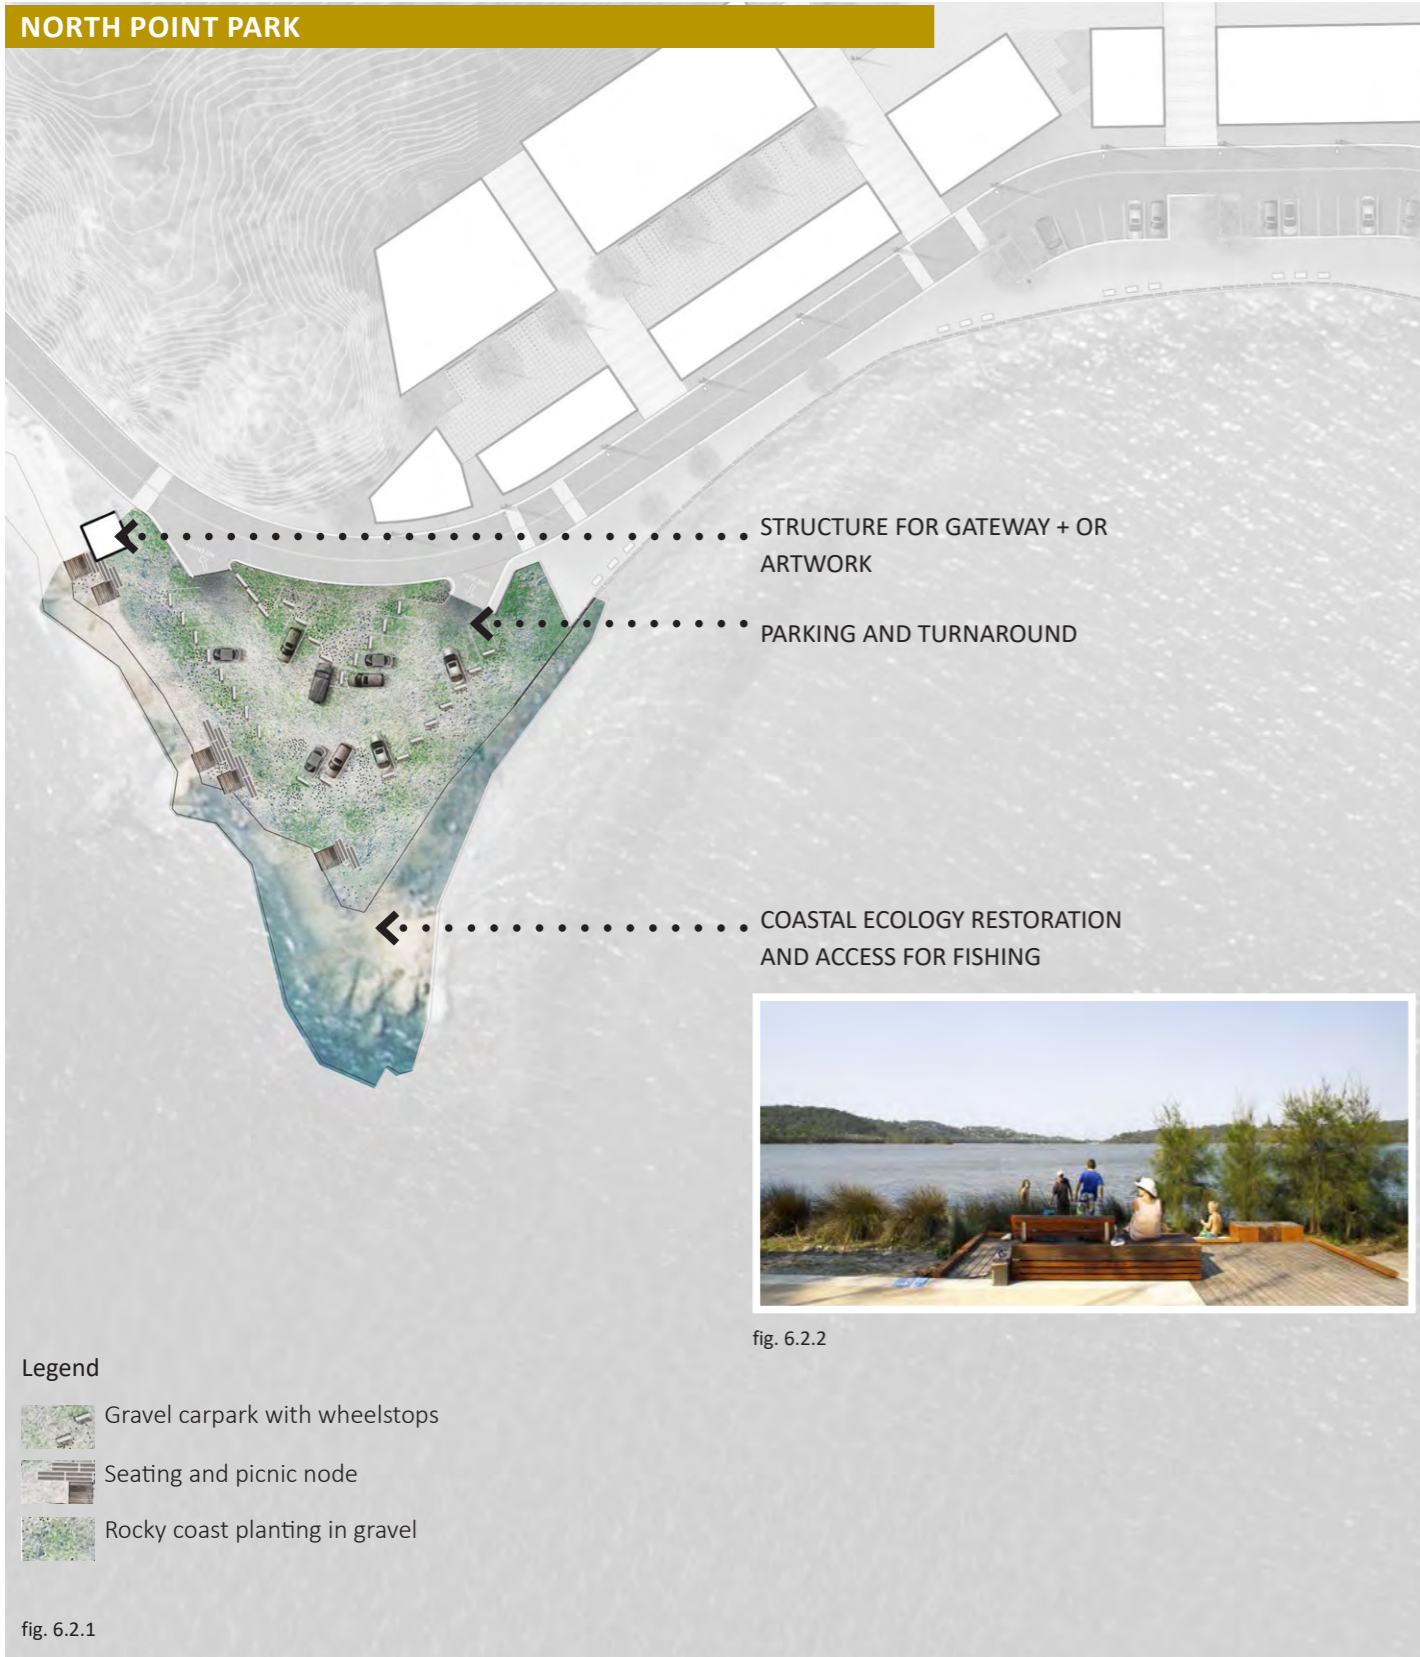 NORTH POINT PARK
STRUCTURE FOR GATEWAY + OR
ARTWORK
PARKING AND TURNAROUND
COASTAL ECOLOGY RESTORATION
AND ACCESS FOR FISHING
fig. 6.2.2
Legend
Gravel carpark with wheelstops
Seating and picnic node
Rocky coast planting in gravel
fig. 6.2.1